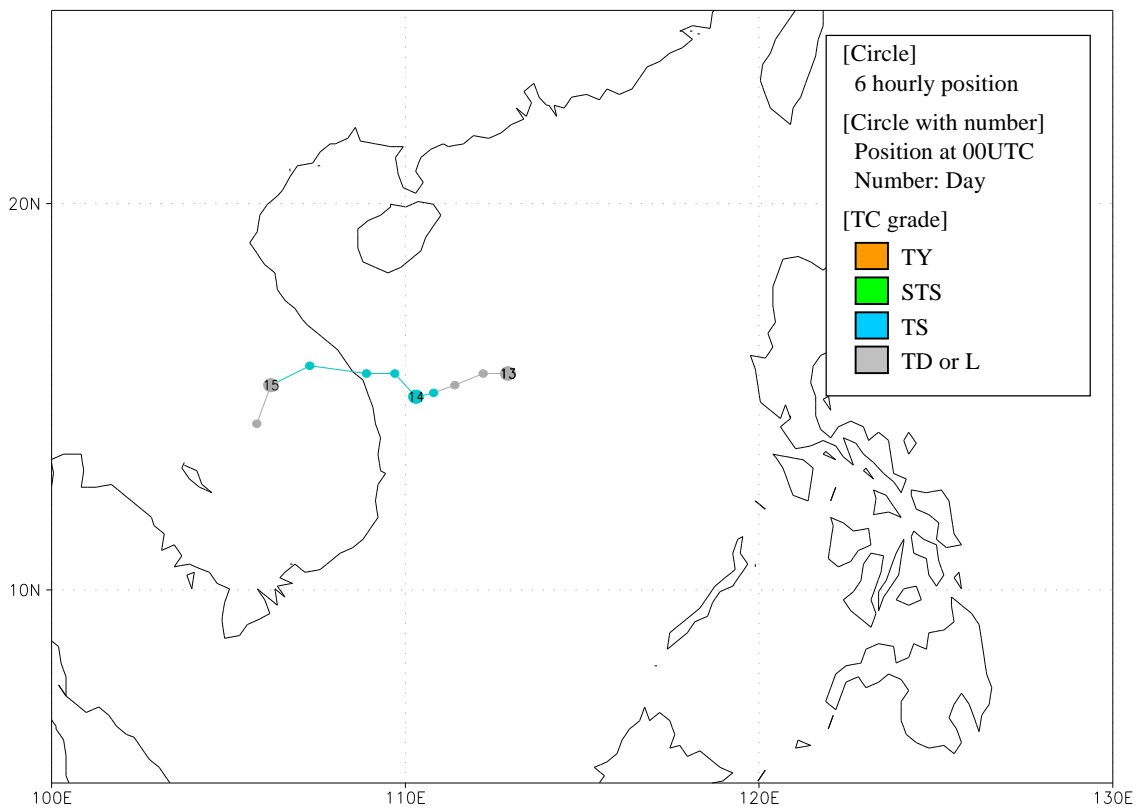 [Circle]
6 hourly position
[Circle with number]
Position at 00UTC
Number: Day
20N
[TC grade]
TY
STS
TS
TD or L
15
14
13
10N
100E
110E
120E
130E